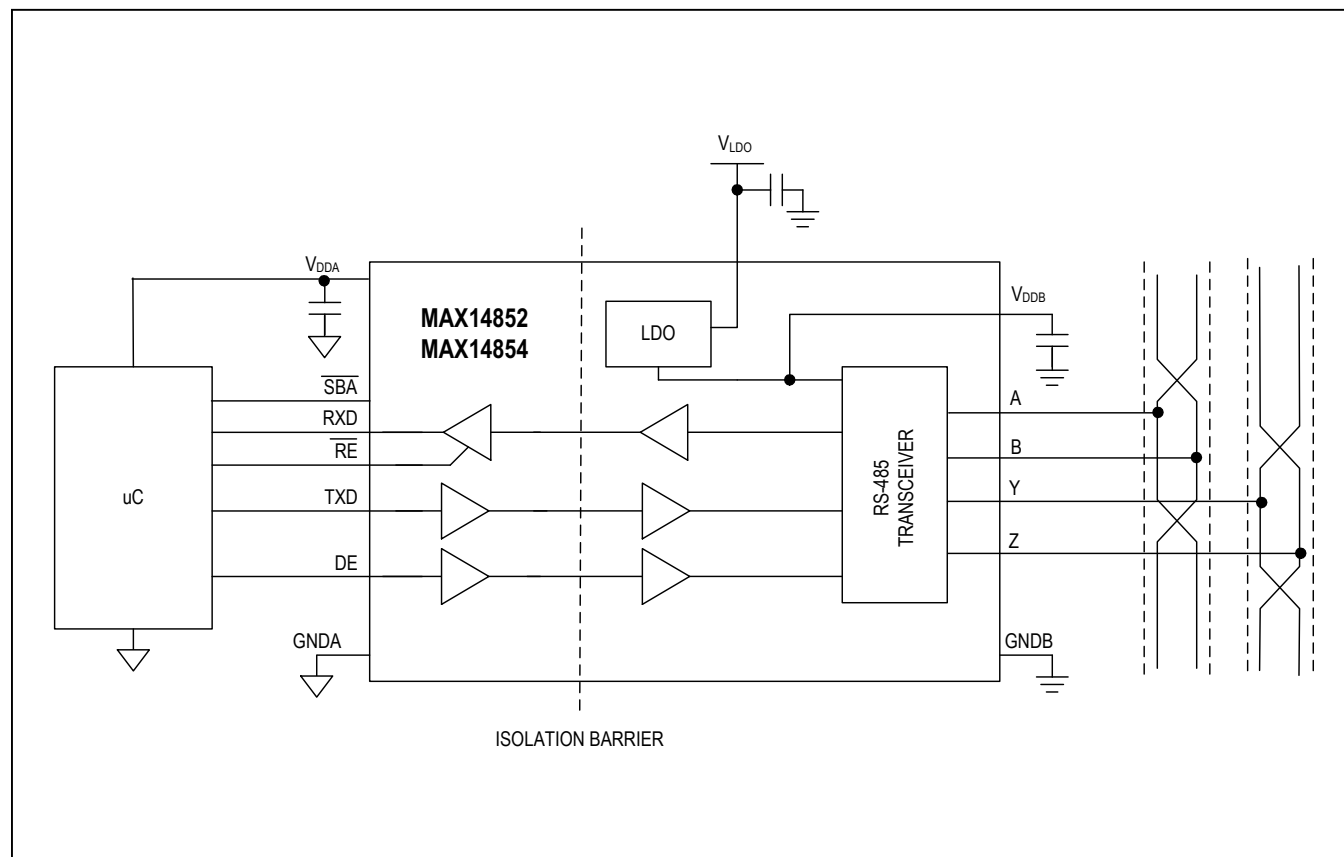 VLDO
VDDA
MAX14852
MAX14854
LDO
VDDB
SBA
RXD
RE
TXD
DE
uC
RS-485
TRANSCEIVER
A
B
Y
Z
GNDA
GNDB
ISOLATION BARRIER